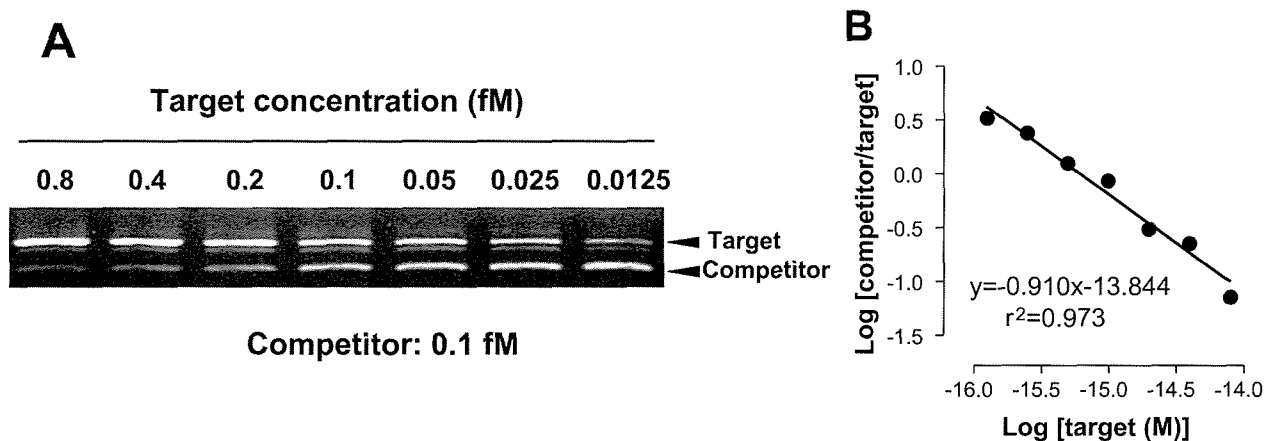 A
Target concentration (fM)
0.8 0.4 0.2 0.1 0.05 0.025 0.0125
Target
Competitor
Competitor: 0.1 fM
B
Log [competitor/target]
1.0
0.5
0.0
-0.5
-1.0
-1.5
y=-0.910x-13.844
r²=0.973
-16.0 -15.5 -15.0 -14.5 -14.0
Log [target (M)]